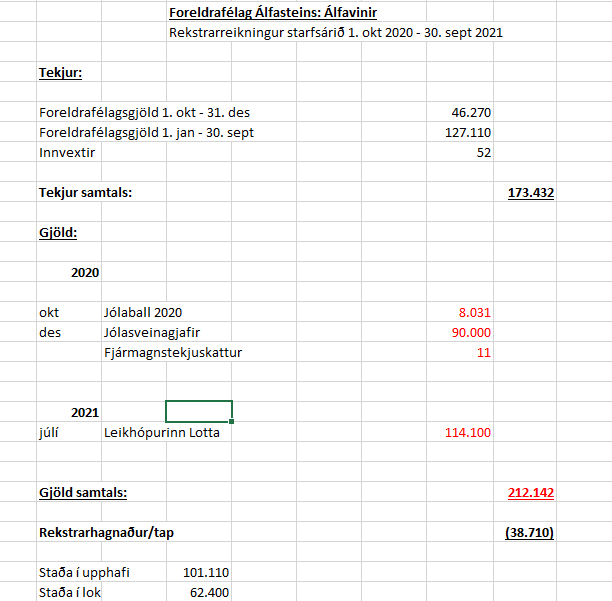 Foreldrafélag Álfasteins: Álfavinir
Rekstrarreikningur starfsárið 1. okt 2020 - 30. sept 2021
Tekjur:
Foreldrafélagsgjöld 1. okt - 31. des 46.270
Foreldrafélagsgjöld 1. jan - 30. sept 127.110
Innvextir 52
Tekjur samtals: 173.432
Gjöld:
2020
okt Jólaball 2020 8.031
des Jólasveinagjafir 90.000
Fjármagnstekjuskattur 11
2021
júlí Leikhópurinn Lotta 114.100
Gjöld samtals: 212.142
Rekstrarhagnaður/tap (38.710)
Staða í upphafi 101.110
Staða í lok 62.400